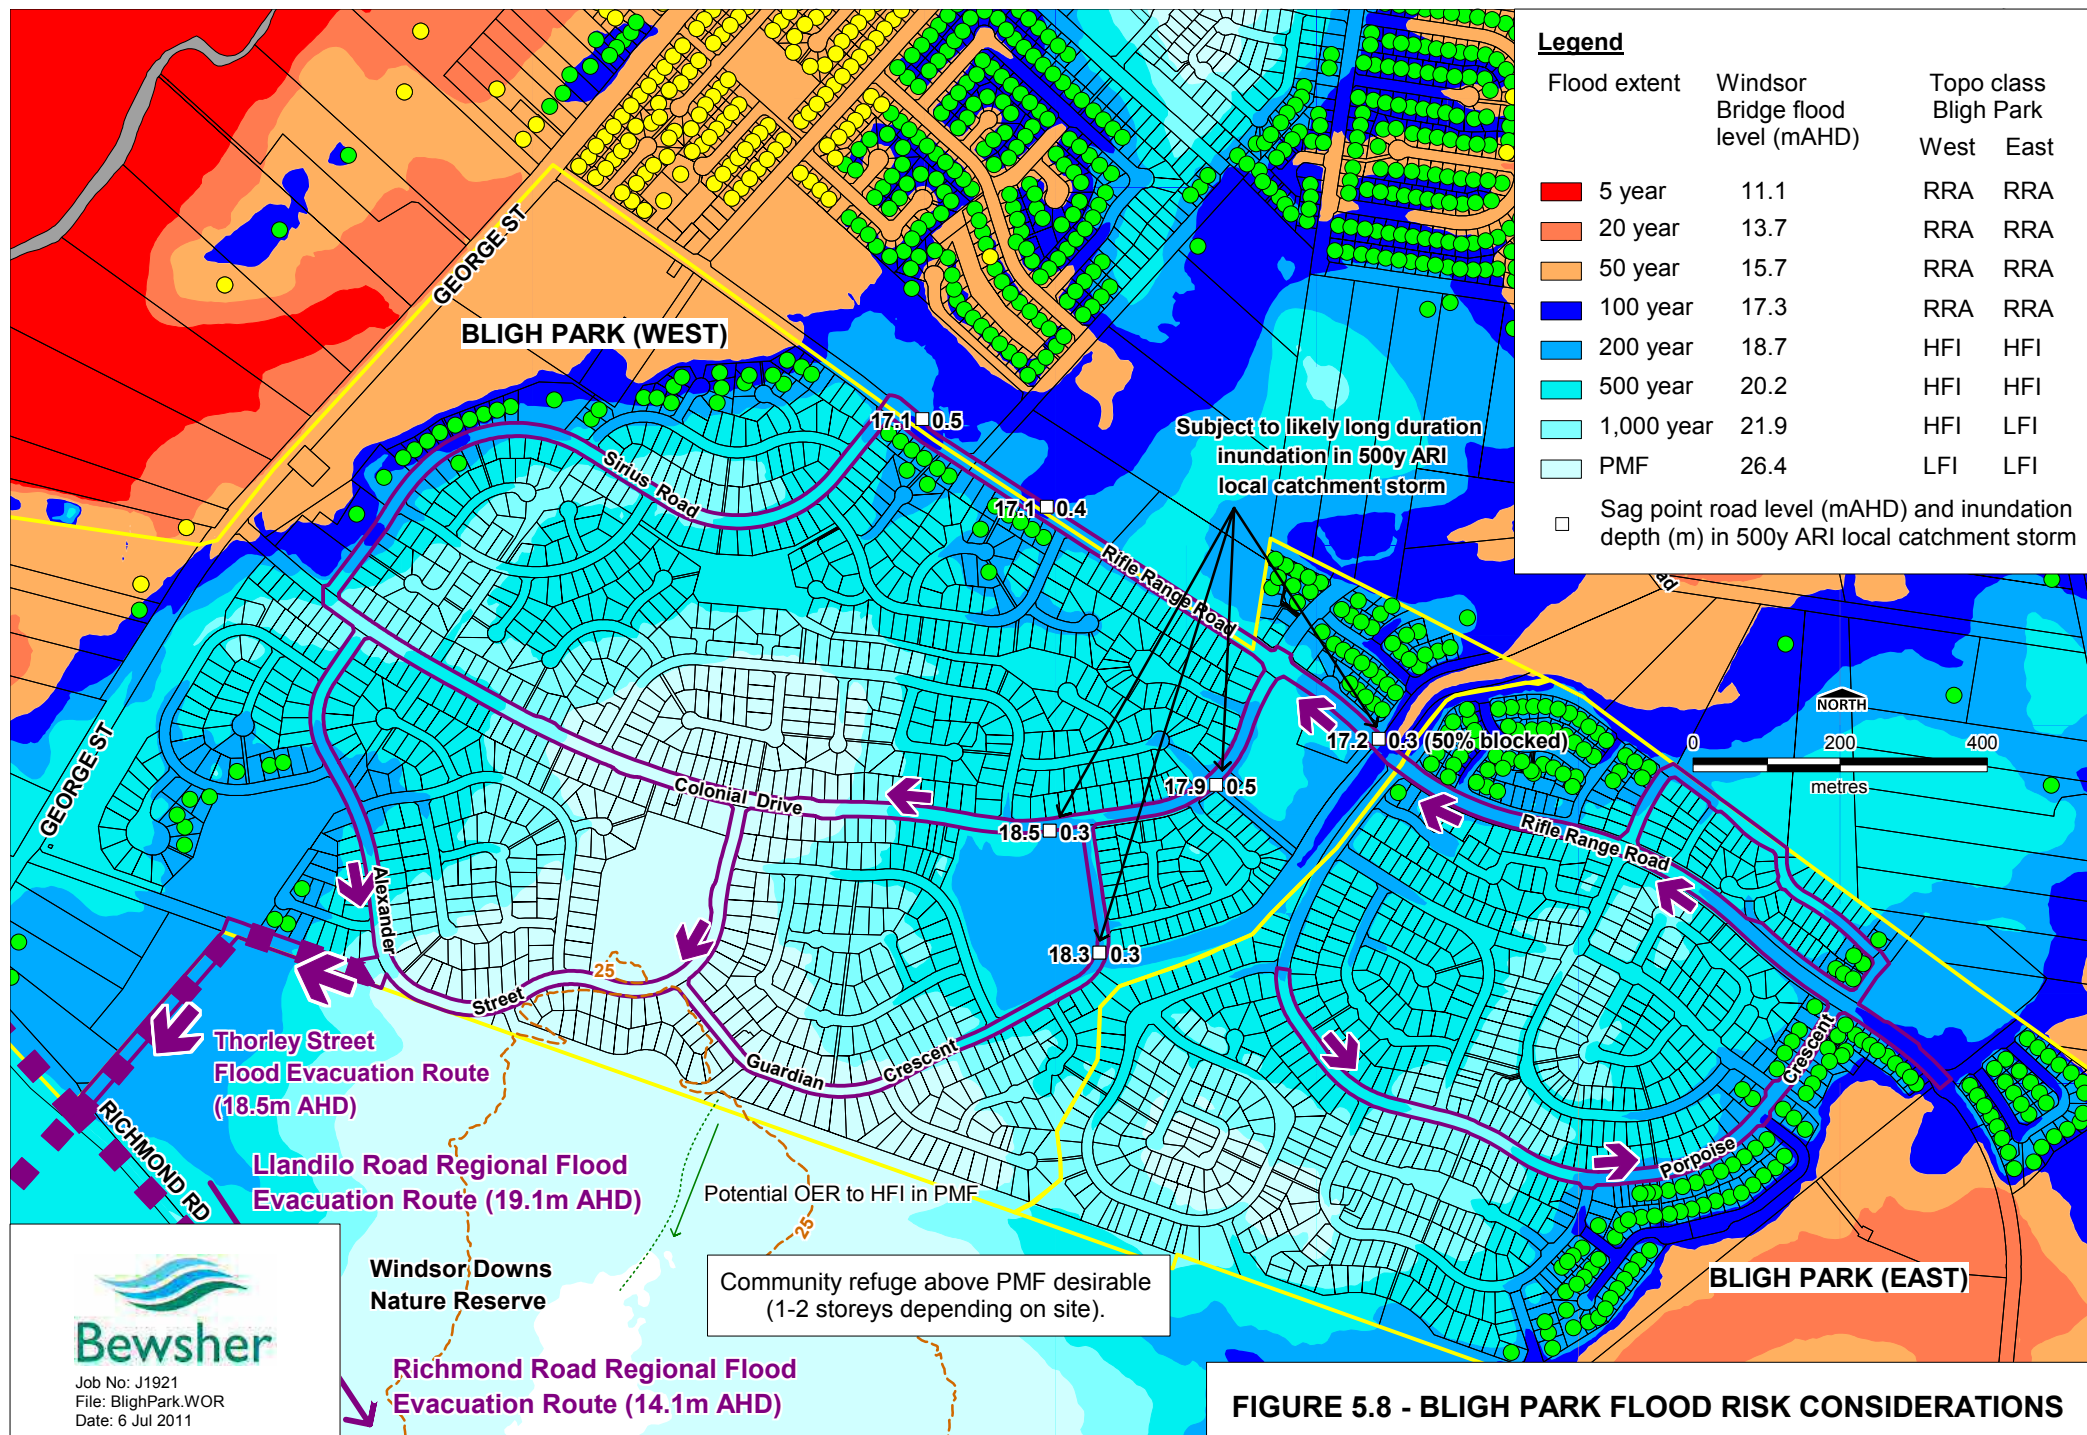 Legend
Flood extent
Windsor
Bridge flood
level (mAHD)
Topo class
Bligh Park
West East
5 year 11.1 RRA RRA
20 year 13.7 RRA RRA
50 year 15.7 RRA RRA
100 year 17.3 RRA RRA
200 year 18.7 HFI HFI
500 year 20.2 HFI HFI
1,000 year 21.9 HFI LFI
PMF 26.4 LFI LFI
Sag point road level (mAHD) and inundation
depth (m) in 500y ARI local catchment storm
GEORGE ST
BLIGH PARK (WEST)
17.1 0.5
Subject to likely long duration
inundation in 500y ARI
local catchment storm
Sirius Road
17.1 0.4
Rifle Range Road
ad
NORTH
0 200 400
metres
17.2 0.3 (50% blocked)
GEORGE ST
17.9 0.5
Colonial Drive
18.5 0.3
Rifle Range Road
Alexander
Street
25
18.3 0.3
Guardian
Crescent
Crescent
Porpoise
Thorley Street
Flood Evacuation Route
(18.5m AHD)
RICHMOND RD
Llandilo Road Regional Flood
Evacuation Route (19.1m AHD)
Potential OER to HFI in PMF
25
Windsor Downs
Nature Reserve
Community refuge above PMF desirable
(1-2 storeys depending on site).
BLIGH PARK (EAST)
Richmond Road Regional Flood
Evacuation Route (14.1m AHD)
Bewsher
Job No: J1921
File: BlighPark.WOR
Date: 6 Jul 2011
FIGURE 5.8 - BLIGH PARK FLOOD RISK CONSIDERATIONS